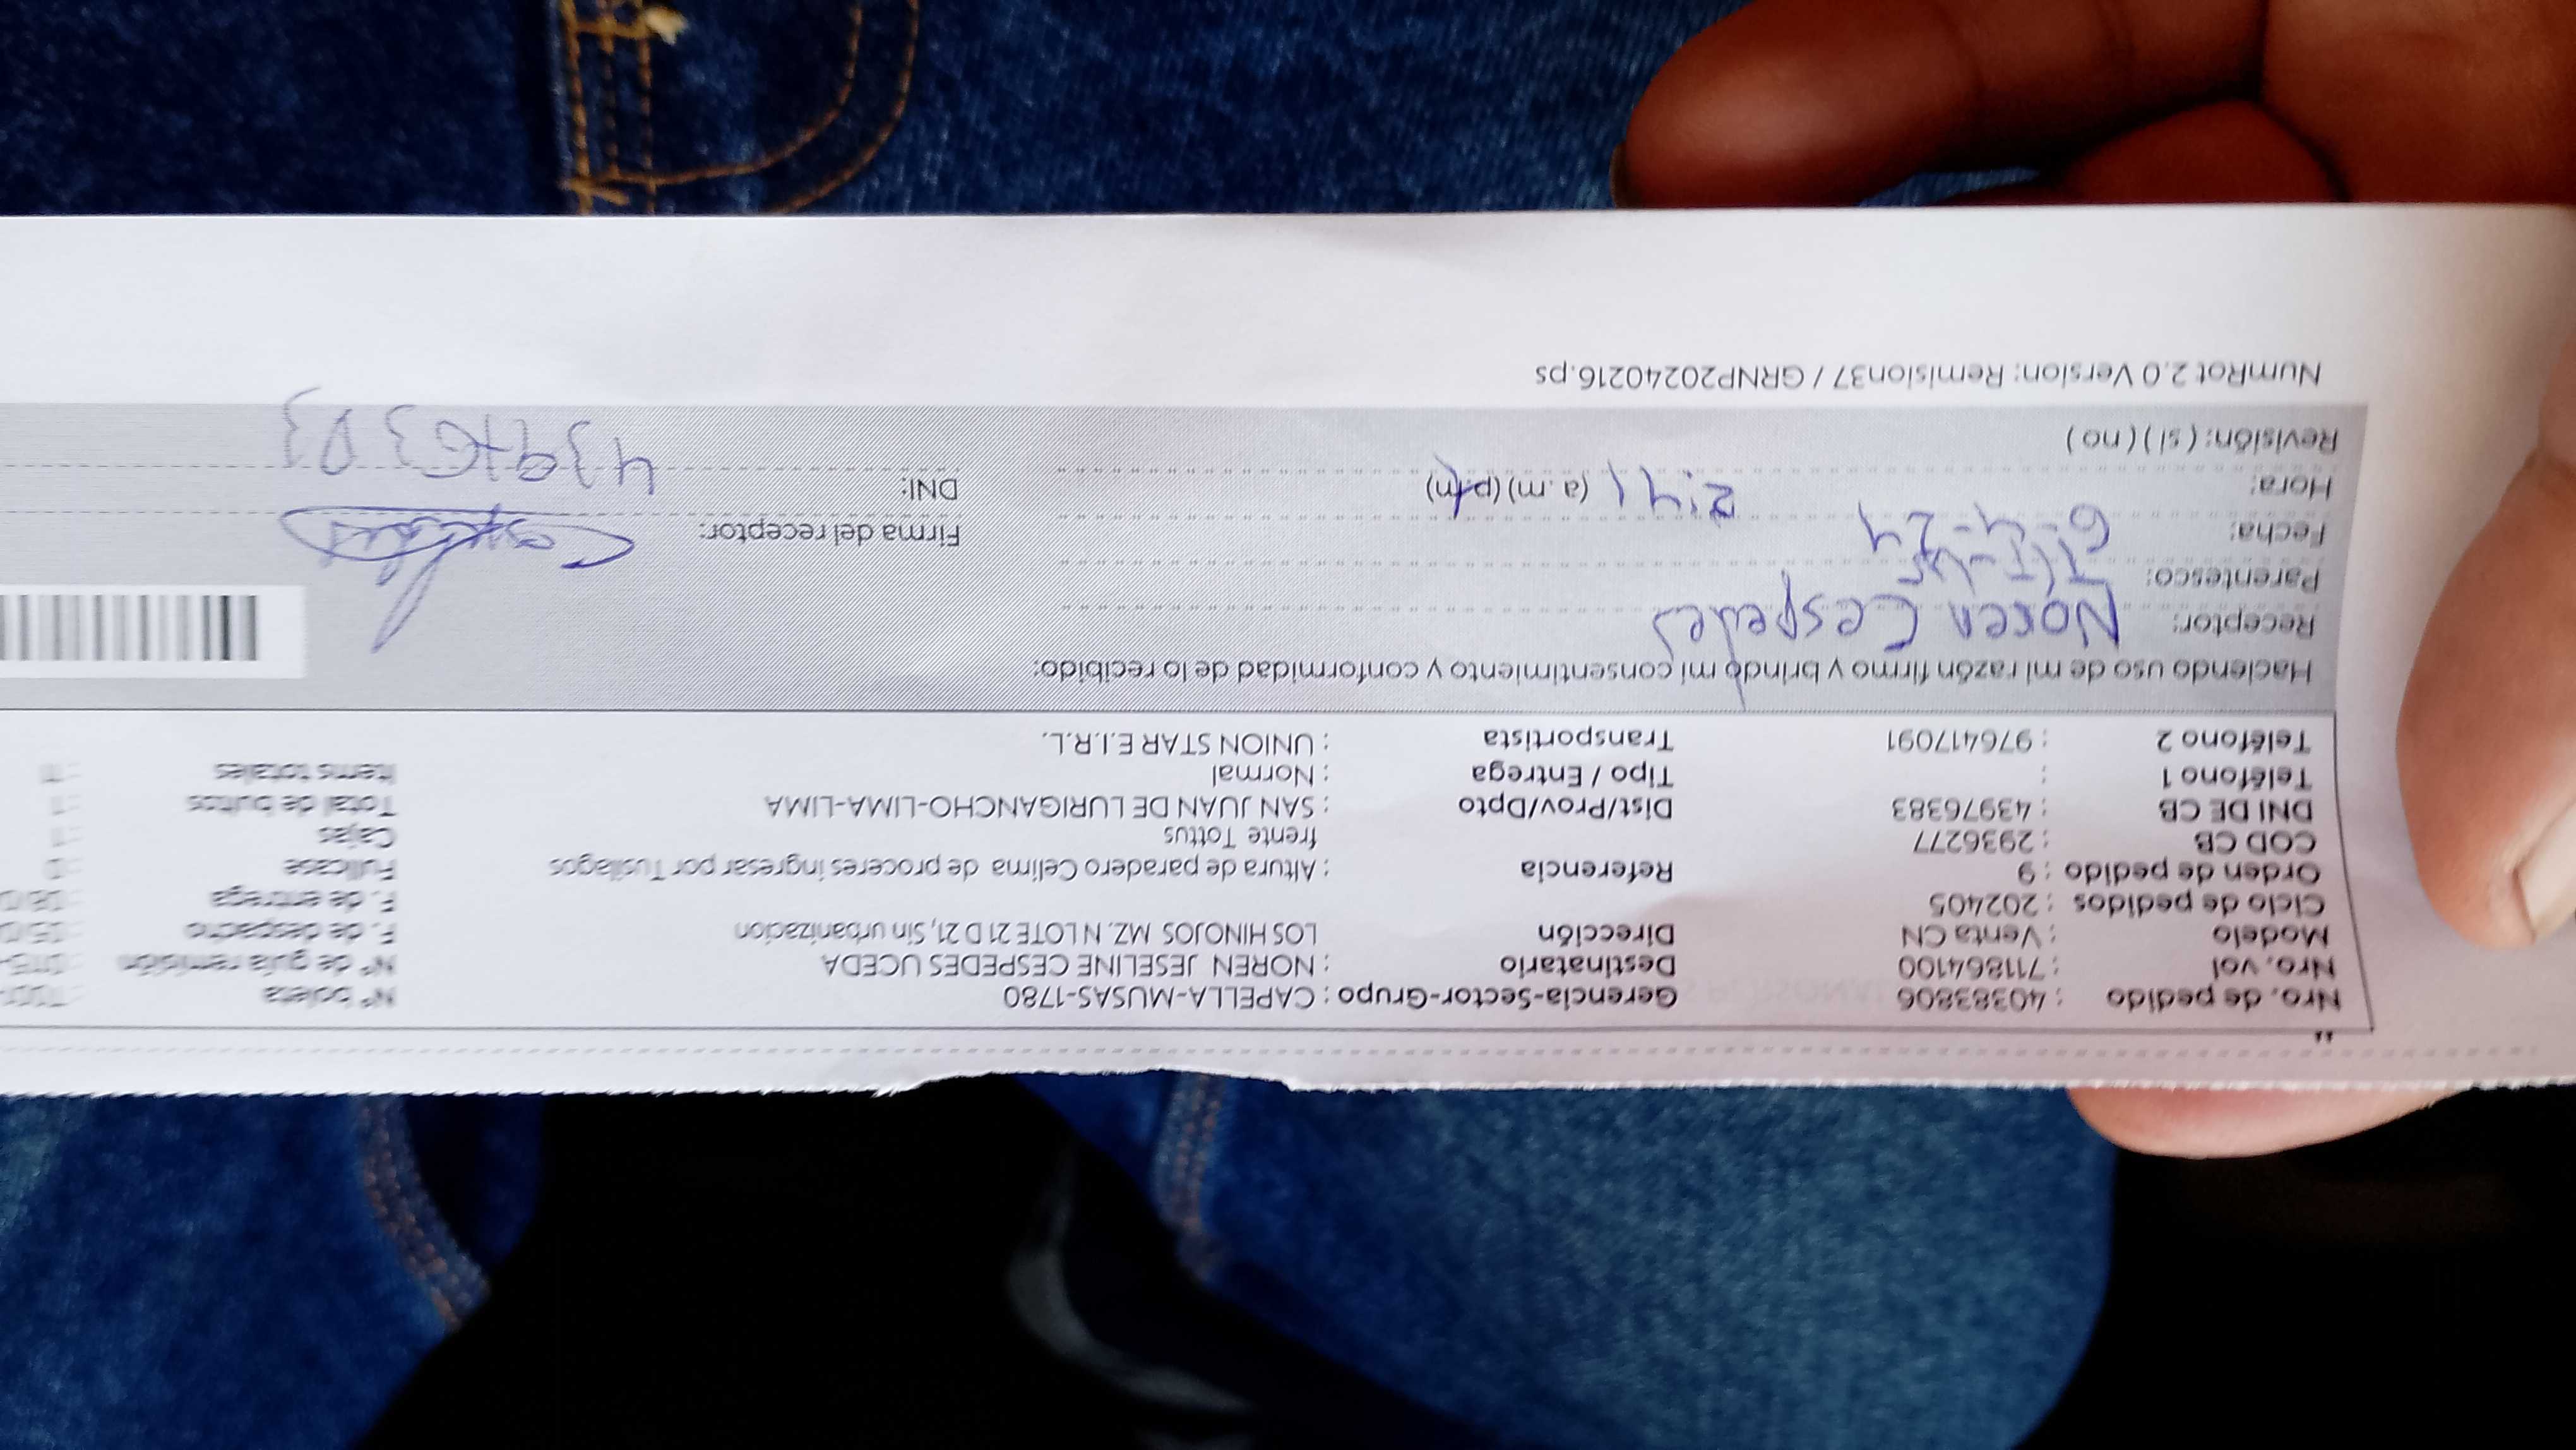 Nro. de pedido : 40383806 Gerencia-Sector-Grupo : CAPELLA-MUSAS-1780 N° boleta
Nro. vol : 711864100 Destinatario : NOREN JESELINE CESPEDES UCEDA N° de guía remisión
Modelo : Venta CN Dirección LOS HINOJOS MZ. N LOTE 21 D 21, Sin urbanizacion F. de despacho
Ciclo de pedidos : 202405 F. de entrega
Orden de pedido : 9 Referencia : Altura de paradero Celima de proceres ingresar por Tusilagos Fullcase : 0
COD CB : 2936277 frente Tottus Cajas : 1
DNI DE CB : 43976383 Dist/Prov/Dpto : SAN JUAN DE LURIGANCHO-LIMA-LIMA Total de bultos : 1
Teléfono 1 : Tipo / Entrega : Normal Items totales : 11
Teléfono 2 : 976417091 Transportista : UNION STAR E.I.R.L.
Haciendo uso de mi razón firmo y brindo mi consentimiento y conformidad de lo recibido:
Receptor: Noren Cespedes
Parentesco:
Fecha: 6-4-24 Firma del receptor:
Hora: 2:41 (a.m) (p.m) DNI: 43976383
Revisión: ( si ) ( no )
NumRot 2.0 Version: Remision37 / GRNP20240216.ps